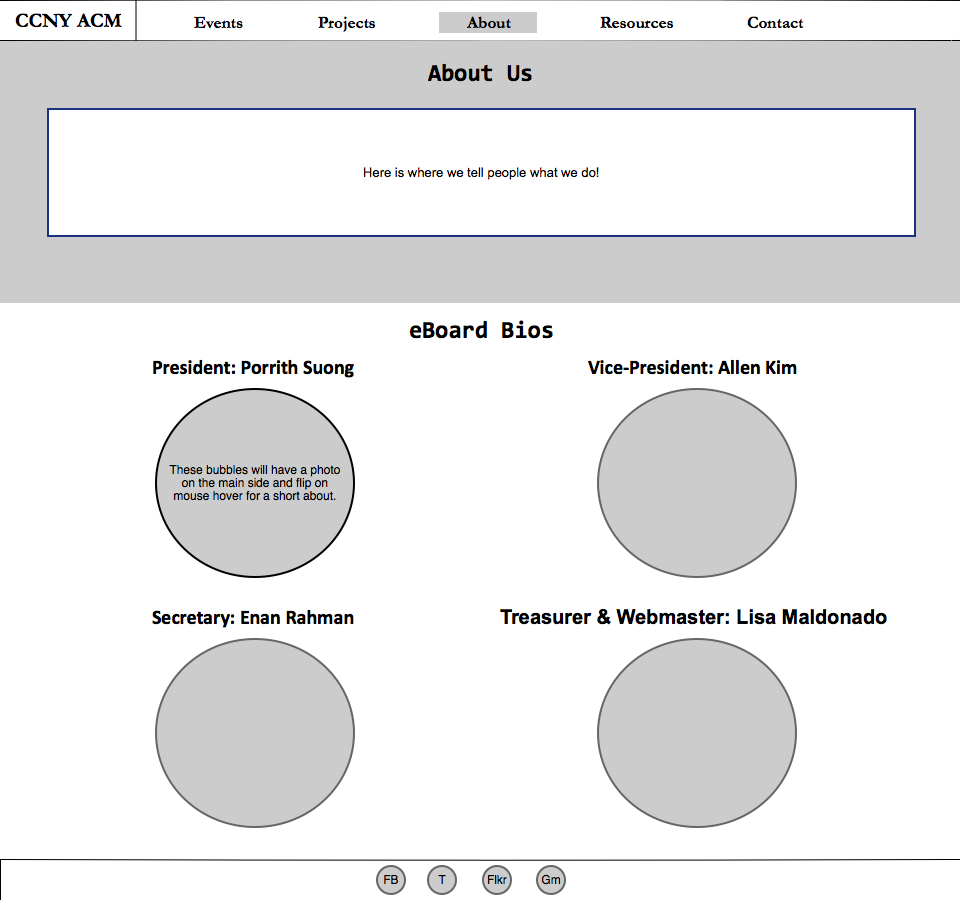 CCNY ACM
Events
Projects
About
Resources
Contact
About Us
Here is where we tell people what we do!
eBoard Bios
President: Porrith Suong
Vice-President: Allen Kim
These bubbles will have a photo
on the main side and flip on
mouse hover for a short about.
Secretary: Enan Rahman
Treasurer & Webmaster: Lisa Maldonado
FB
T
Flkr
Gm